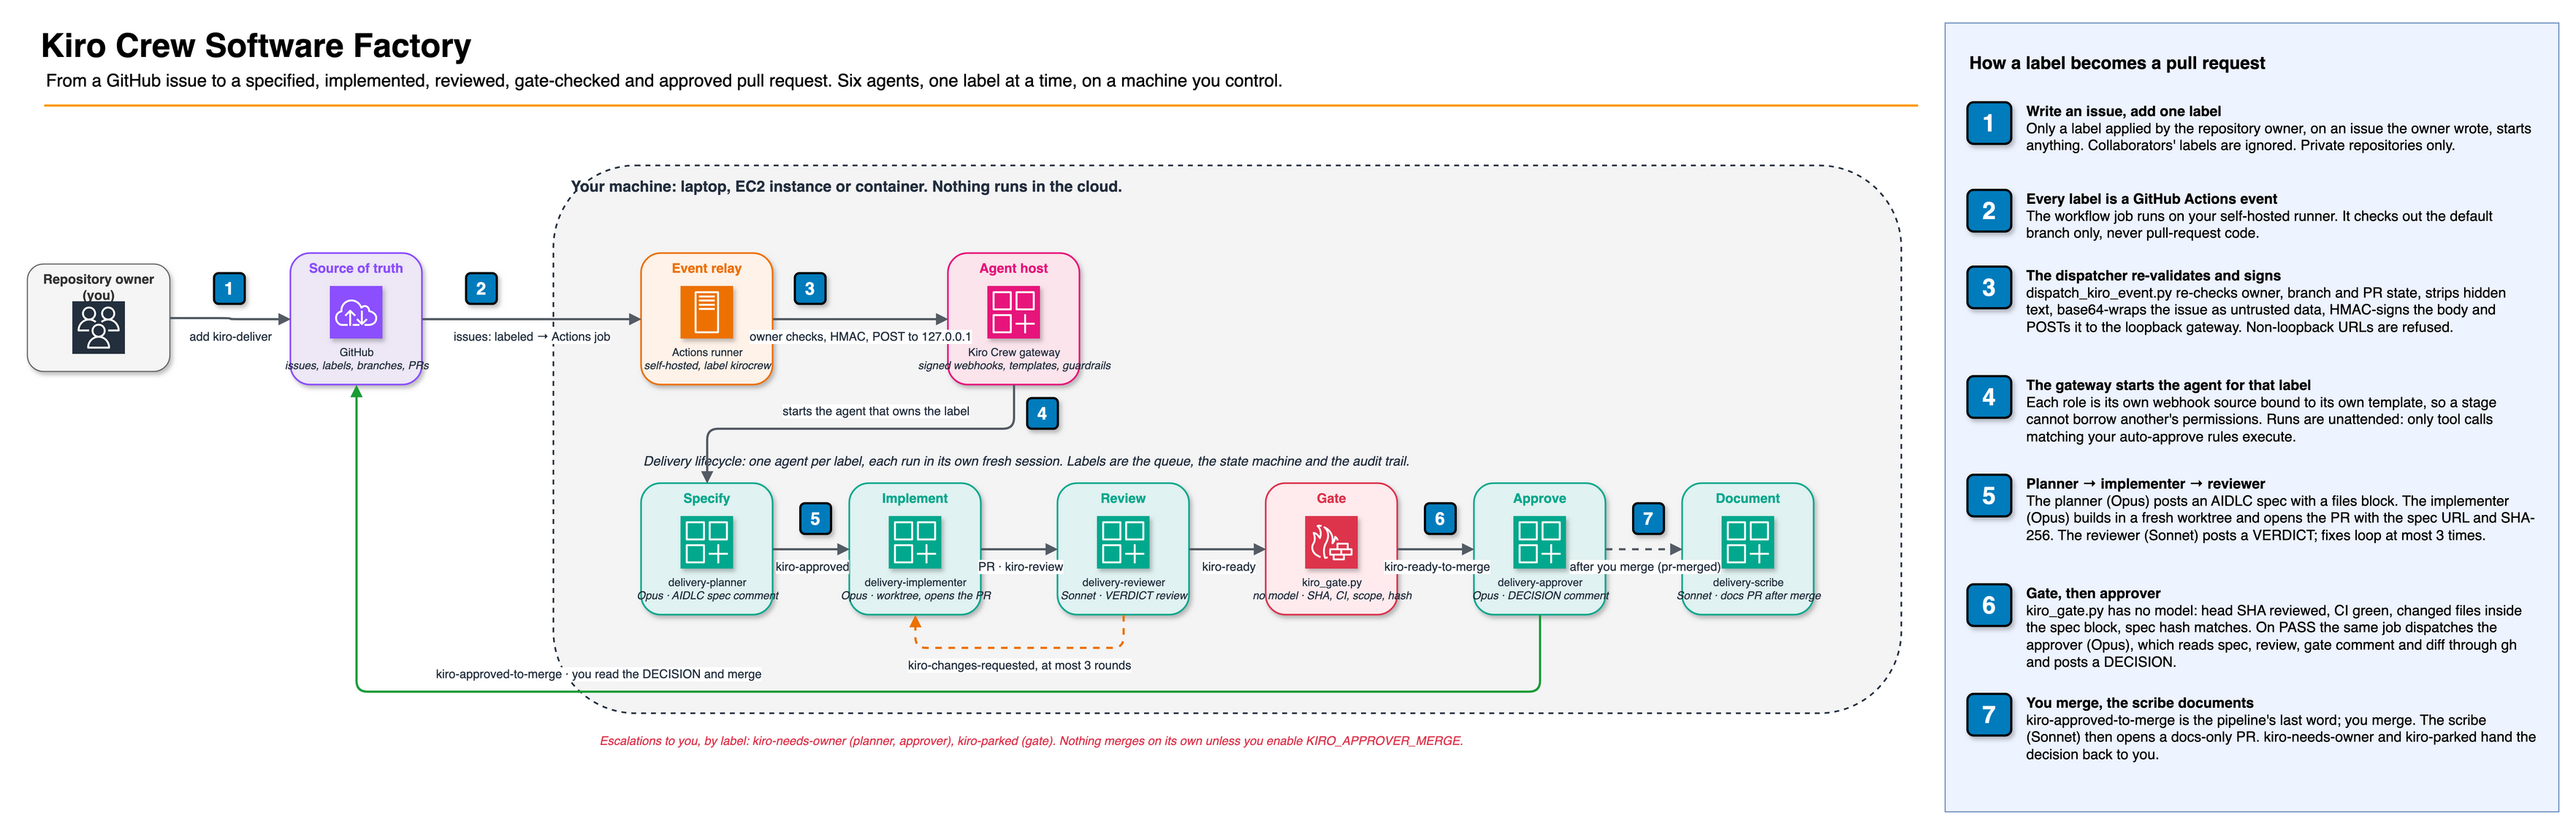 Kiro Crew Software Factory
From a GitHub issue to a specified, implemented, reviewed, gate-checked and approved pull request. Six agents, one label at a time, on a machine you control.
Your machine: laptop, EC2 instance or container. Nothing runs in the cloud.
Repository owner
(you)
1
add kiro-deliver
Source of truth
GitHub
issues, labels, branches, PRs
2
issues: labeled → Actions job
Event relay
Actions runner
self-hosted, label kirocrew
3
owner checks, HMAC, POST to 127.0.0.1
Agent host
Kiro Crew gateway
signed webhooks, templates, guardrails
starts the agent that owns the label
4
Delivery lifecycle: one agent per label, each run in its own fresh session. Labels are the queue, the state machine and the audit trail.
Specify
delivery-planner
Opus · AIDLC spec comment
5
kiro-approved
Implement
delivery-implementer
Opus · worktree, opens the PR
PR · kiro-review
Review
delivery-reviewer
Sonnet · VERDICT review
kiro-ready
Gate
kiro_gate.py
no model · SHA, CI, scope, hash
6
kiro-ready-to-merge
Approve
delivery-approver
Opus · DECISION comment
7
after you merge (pr-merged)
Document
delivery-scribe
Sonnet · docs PR after merge
kiro-changes-requested, at most 3 rounds
kiro-approved-to-merge · you read the DECISION and merge
Escalations to you, by label: kiro-needs-owner (planner, approver), kiro-parked (gate). Nothing merges on its own unless you enable KIRO_APPROVER_MERGE.
How a label becomes a pull request
1
Write an issue, add one label
Only a label applied by the repository owner, on an issue the owner wrote, starts
anything. Collaborators' labels are ignored. Private repositories only.
2
Every label is a GitHub Actions event
The workflow job runs on your self-hosted runner. It checks out the default
branch only, never pull-request code.
3
The dispatcher re-validates and signs
dispatch_kiro_event.py re-checks owner, branch and PR state, strips hidden
text, base64-wraps the issue as untrusted data, HMAC-signs the body and
POSTs it to the loopback gateway. Non-loopback URLs are refused.
4
The gateway starts the agent for that label
Each role is its own webhook source bound to its own template, so a stage
cannot borrow another's permissions. Runs are unattended: only tool calls
matching your auto-approve rules execute.
5
Planner → implementer → reviewer
The planner (Opus) posts an AIDLC spec with a files block. The implementer
(Opus) builds in a fresh worktree and opens the PR with the spec URL and SHA-
256. The reviewer (Sonnet) posts a VERDICT; fixes loop at most 3 times.
6
Gate, then approver
kiro_gate.py has no model: head SHA reviewed, CI green, changed files inside
the spec block, spec hash matches. On PASS the same job dispatches the
approver (Opus), which reads spec, review, gate comment and diff through gh
and posts a DECISION.
7
You merge, the scribe documents
kiro-approved-to-merge is the pipeline's last word; you merge. The scribe
(Sonnet) then opens a docs-only PR. kiro-needs-owner and kiro-parked hand the
decision back to you.